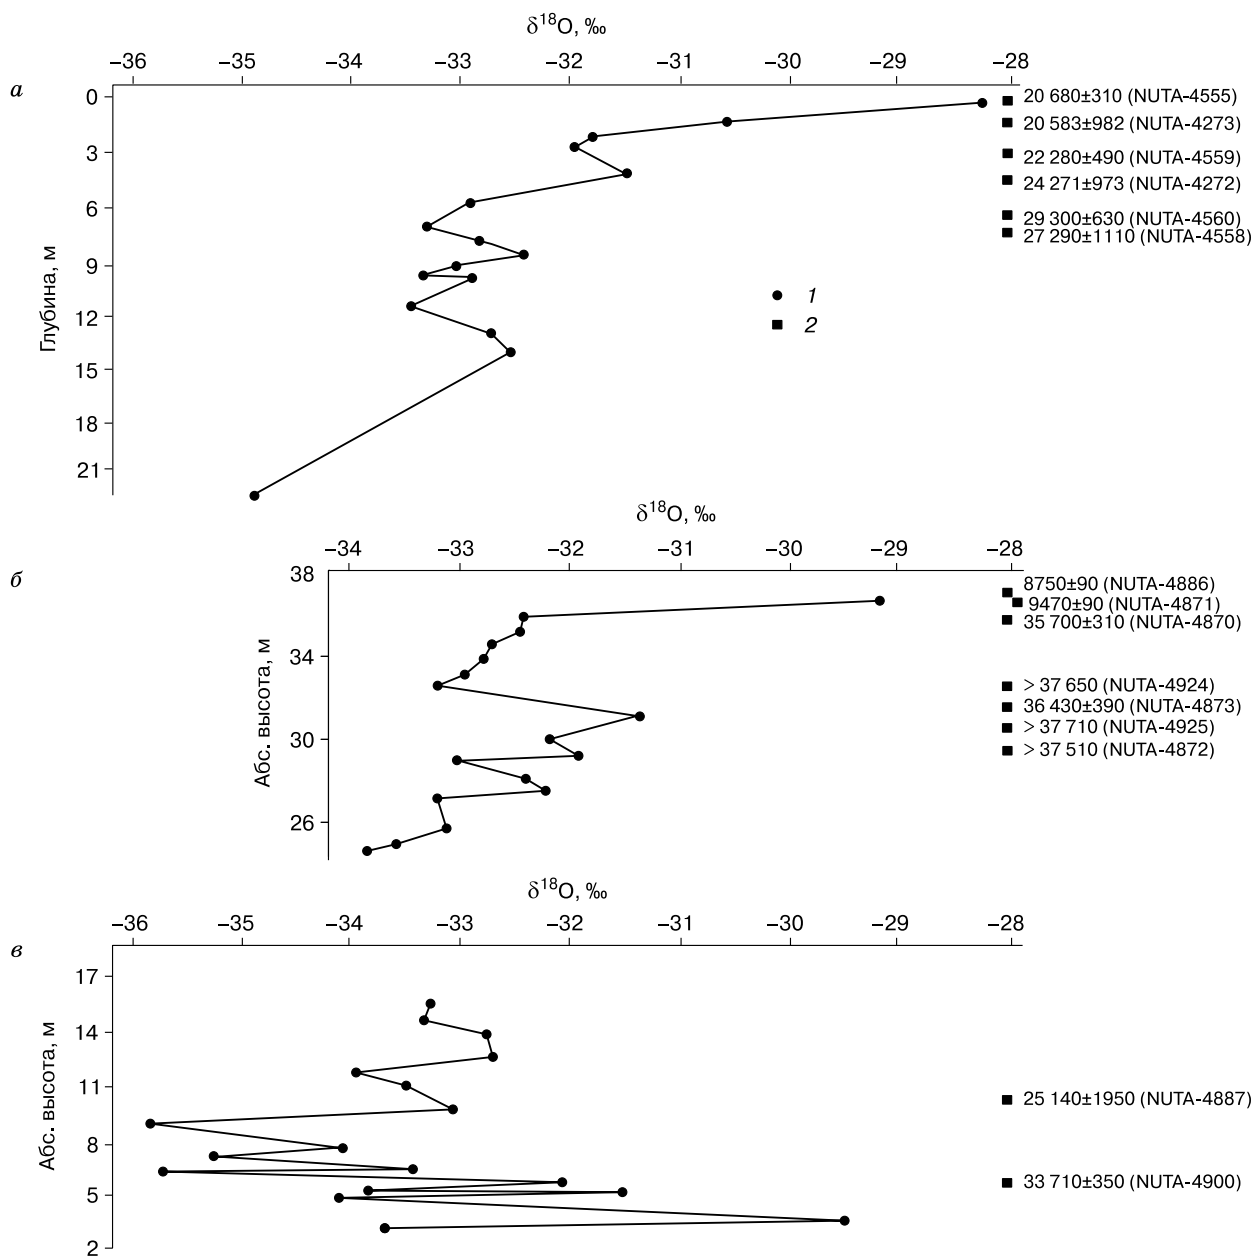 δ¹⁸O, ‰
−36 −35 −34 −33 −32 −31 −30 −29 −28
а
0
3
6
9
12
15
18
21
Глубина, м
20 680±310 (NUTA-4555)
20 583±982 (NUTA-4273)
22 280±490 (NUTA-4559)
24 271±973 (NUTA-4272)
29 300±630 (NUTA-4560)
27 290±1110 (NUTA-4558)
1
2
δ¹⁸O, ‰
−34 −33 −32 −31 −30 −29 −28
б
38
34
30
26
Абс. высота, м
8750±90 (NUTA-4886)
9470±90 (NUTA-4871)
35 700±310 (NUTA-4870)
> 37 650 (NUTA-4924)
36 430±390 (NUTA-4873)
> 37 710 (NUTA-4925)
> 37 510 (NUTA-4872)
δ¹⁸O, ‰
−36 −35 −34 −33 −32 −31 −30 −29 −28
в
17
14
11
8
5
2
Абс. высота, м
25 140±1950 (NUTA-4887)
33 710±350 (NUTA-4900)